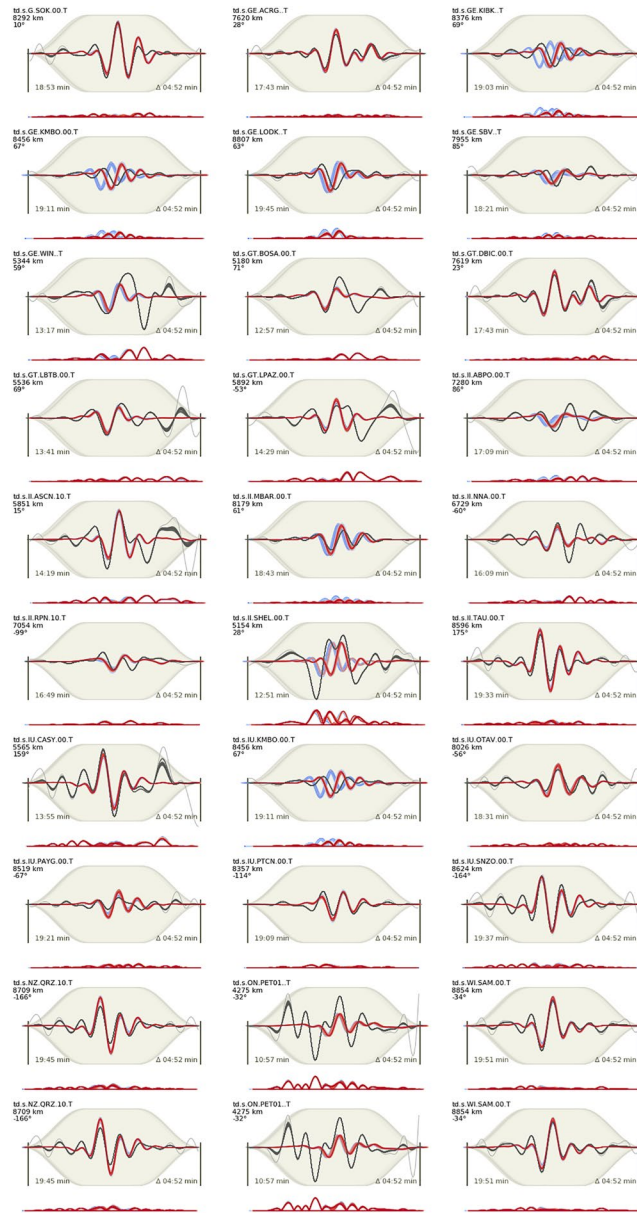 td.s.G.SOK.00.T
8292 km
10°
18:53 min
Δ 04:52 min
td.s.GE.ACRG..T
7620 km
28°
17:43 min
Δ 04:52 min
td.s.GE.KIBK..T
8376 km
69°
19:03 min
Δ 04:52 min
td.s.GE.KMBO.00.T
8456 km
67°
19:11 min
Δ 04:52 min
td.s.GE.LODK..T
8807 km
63°
19:45 min
Δ 04:52 min
td.s.GE.SBV..T
7955 km
85°
18:21 min
Δ 04:52 min
td.s.GE.WIN..T
5344 km
59°
13:17 min
Δ 04:52 min
td.s.GT.BOSA.00.T
5180 km
71°
12:57 min
Δ 04:52 min
td.s.GT.DBIC.00.T
7619 km
23°
17:43 min
Δ 04:52 min
td.s.GT.LBTB.00.T
5536 km
69°
13:41 min
Δ 04:52 min
td.s.GT.LPAZ.00.T
5892 km
-53°
14:29 min
Δ 04:52 min
td.s.II.ABPO.00.T
7280 km
86°
17:09 min
Δ 04:52 min
td.s.II.ASCN.10.T
5851 km
15°
14:19 min
Δ 04:52 min
td.s.II.MBAR.00.T
8179 km
61°
18:43 min
Δ 04:52 min
td.s.II.NNA.00.T
6729 km
-60°
16:09 min
Δ 04:52 min
td.s.II.RPN.10.T
7054 km
-99°
16:49 min
Δ 04:52 min
td.s.II.SHEL.00.T
5154 km
28°
12:51 min
Δ 04:52 min
td.s.II.TAU.00.T
8596 km
175°
19:33 min
Δ 04:52 min
td.s.IU.CASY.00.T
5565 km
159°
13:55 min
Δ 04:52 min
td.s.IU.KMBO.00.T
8456 km
67°
19:11 min
Δ 04:52 min
td.s.IU.OTAV.00.T
8026 km
-56°
18:31 min
Δ 04:52 min
td.s.IU.PAYG.00.T
8519 km
-67°
19:21 min
Δ 04:52 min
td.s.IU.PTCN.00.T
8357 km
-114°
19:09 min
Δ 04:52 min
td.s.IU.SNZO.00.T
8624 km
-164°
19:37 min
Δ 04:52 min
td.s.NZ.QRZ.10.T
8709 km
-166°
19:45 min
Δ 04:52 min
td.s.ON.PET01..T
4275 km
-32°
10:57 min
Δ 04:52 min
td.s.WI.SAM.00.T
8854 km
-34°
19:51 min
Δ 04:52 min
td.s.NZ.QRZ.10.T
8709 km
-166°
19:45 min
Δ 04:52 min
td.s.ON.PET01..T
4275 km
-32°
10:57 min
Δ 04:52 min
td.s.WI.SAM.00.T
8854 km
-34°
19:51 min
Δ 04:52 min